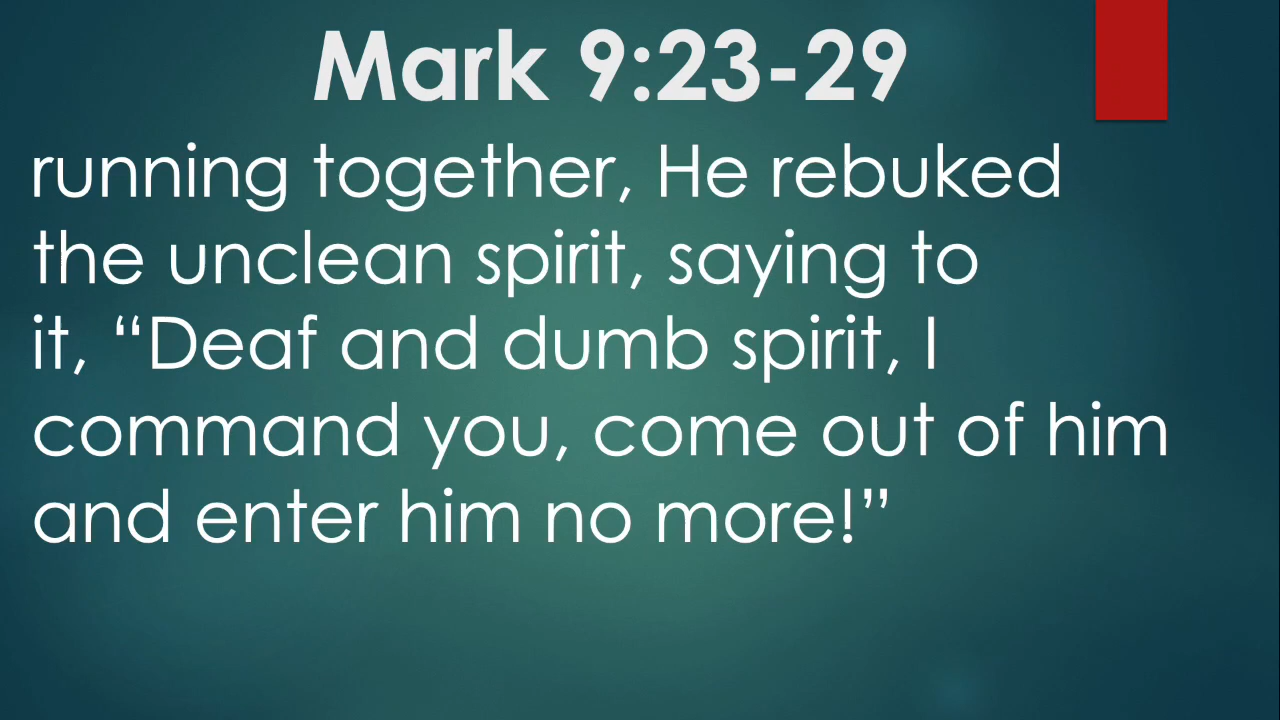 Mark 9:23-29
running together, He rebuked
the unclean spirit, saying to
it, “Deaf and dumb spirit, I
command you, come out of him
and enter him no more!”